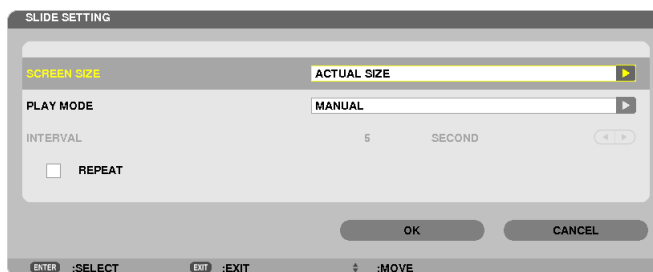 SLIDE SETTING
SCREEN SIZE ACTUAL SIZE
PLAY MODE MANUAL
INTERVAL 5 SECOND
REPEAT
OK CANCEL
ENTER :SELECT EXIT :EXIT :MOVE